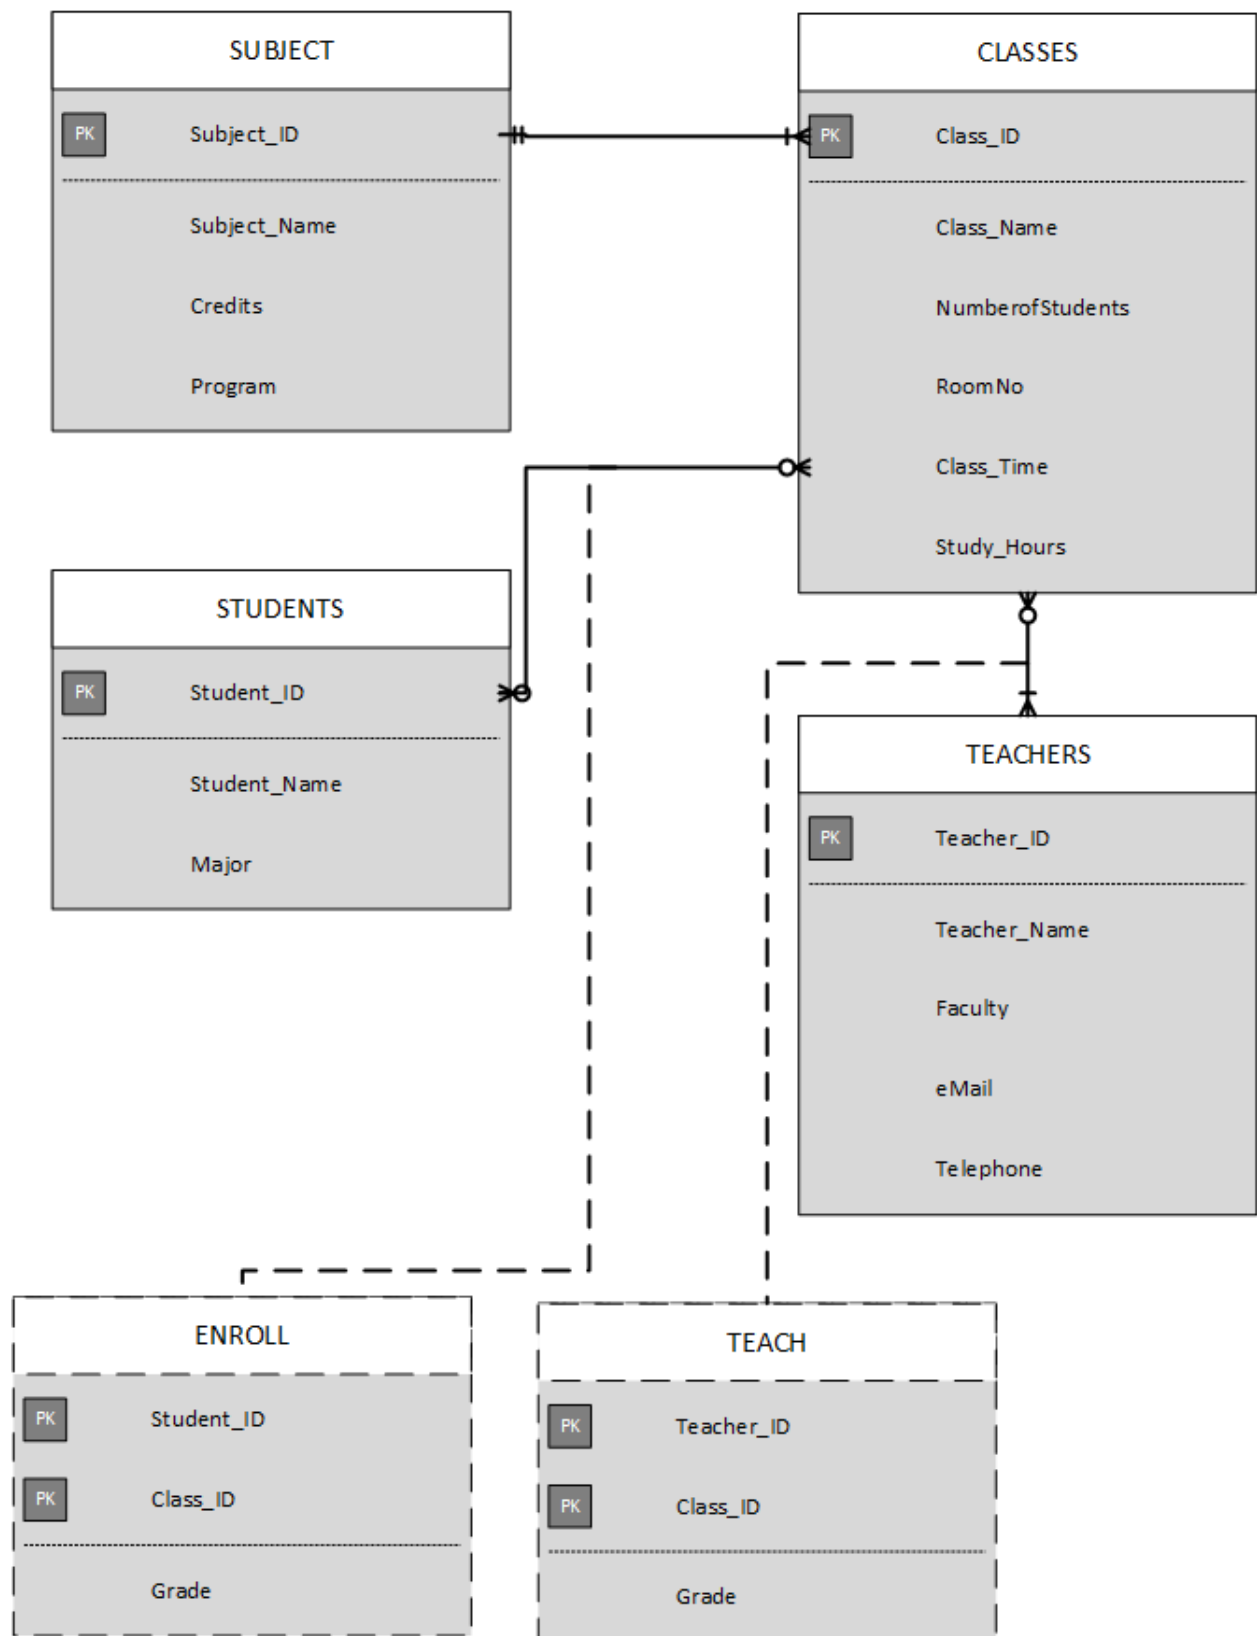 SUBJECT
PK Subject_ID
Subject_Name
Credits
Program
CLASSES
PK Class_ID
Class_Name
NumberofStudents
RoomNo
Class_Time
Study_Hours
STUDENTS
PK Student_ID
Student_Name
Major
TEACHERS
PK Teacher_ID
Teacher_Name
Faculty
eMail
Telephone
ENROLL
PK Student_ID
PK Class_ID
Grade
TEACH
PK Teacher_ID
PK Class_ID
Grade